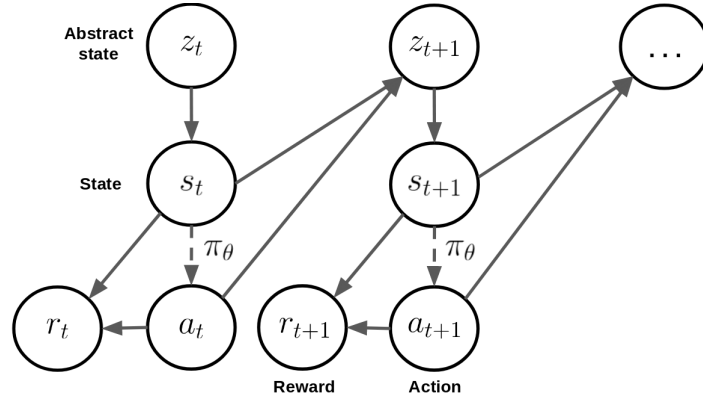 Abstract
state
z_t
z_{t+1}
...
State
s_t
s_{t+1}
π_θ
π_θ
r_t
a_t
r_{t+1}
a_{t+1}
Reward
Action